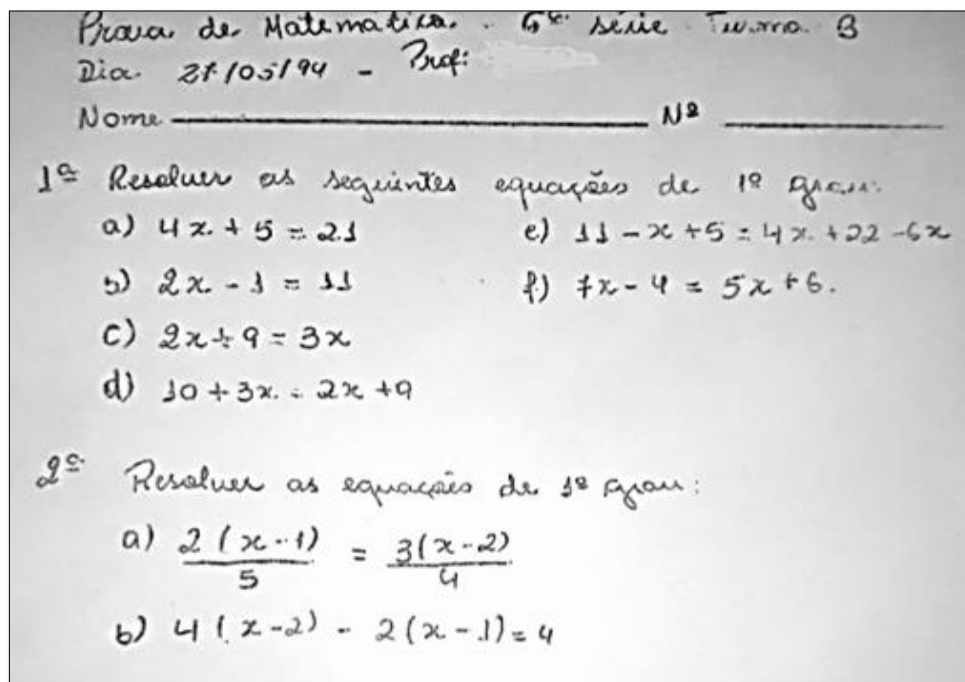 Prova de Matemática. 6ª série Turma B
Dia 27/05/94 - Prof:
Nome Nº
1ª Resolver as seguintes equações de 1º grau:
a) 4x + 5 = 21
b) 2x - 1 = 11
c) 2x + 9 = 3x
d) 10 + 3x = 2x + 9
e) 11 - x + 5 = 4x + 22 - 6x
f) 7x - 4 = 5x + 6.
2ª Resolver as equações de 1º grau:
a) 2(x-1)/5 = 3(x-2)/4
b) 4(x-2) - 2(x-1) = 4